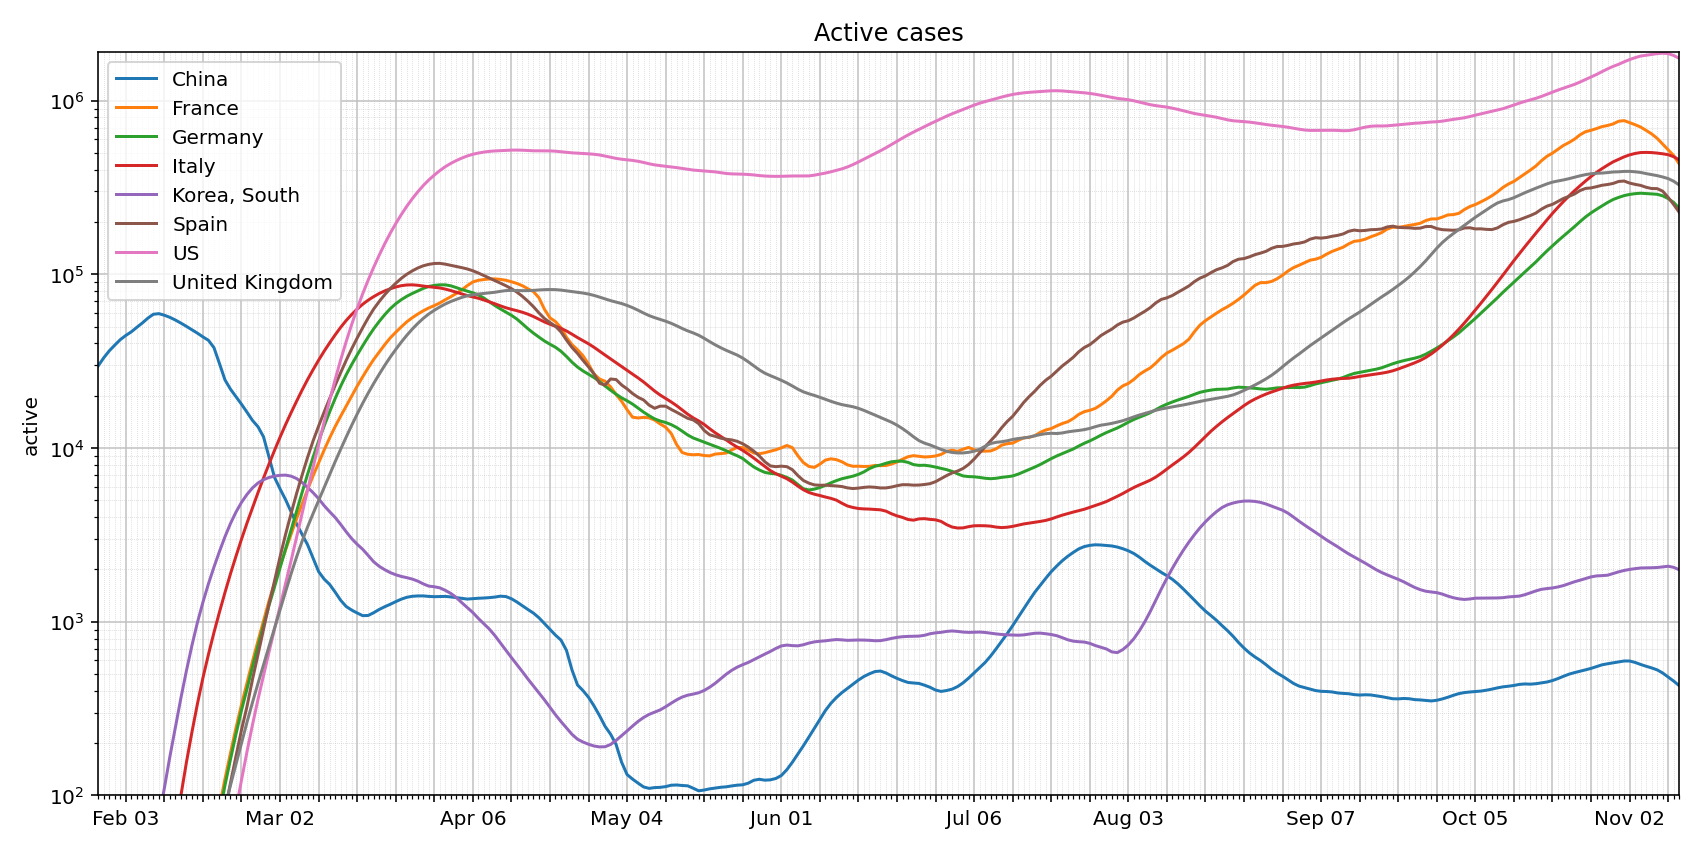 Active cases
active
10^6
10^5
10^4
10^3
10^2
China
France
Germany
Italy
Korea, South
Spain
US
United Kingdom
Feb 03 Mar 02 Apr 06 May 04 Jun 01 Jul 06 Aug 03 Sep 07 Oct 05 Nov 02